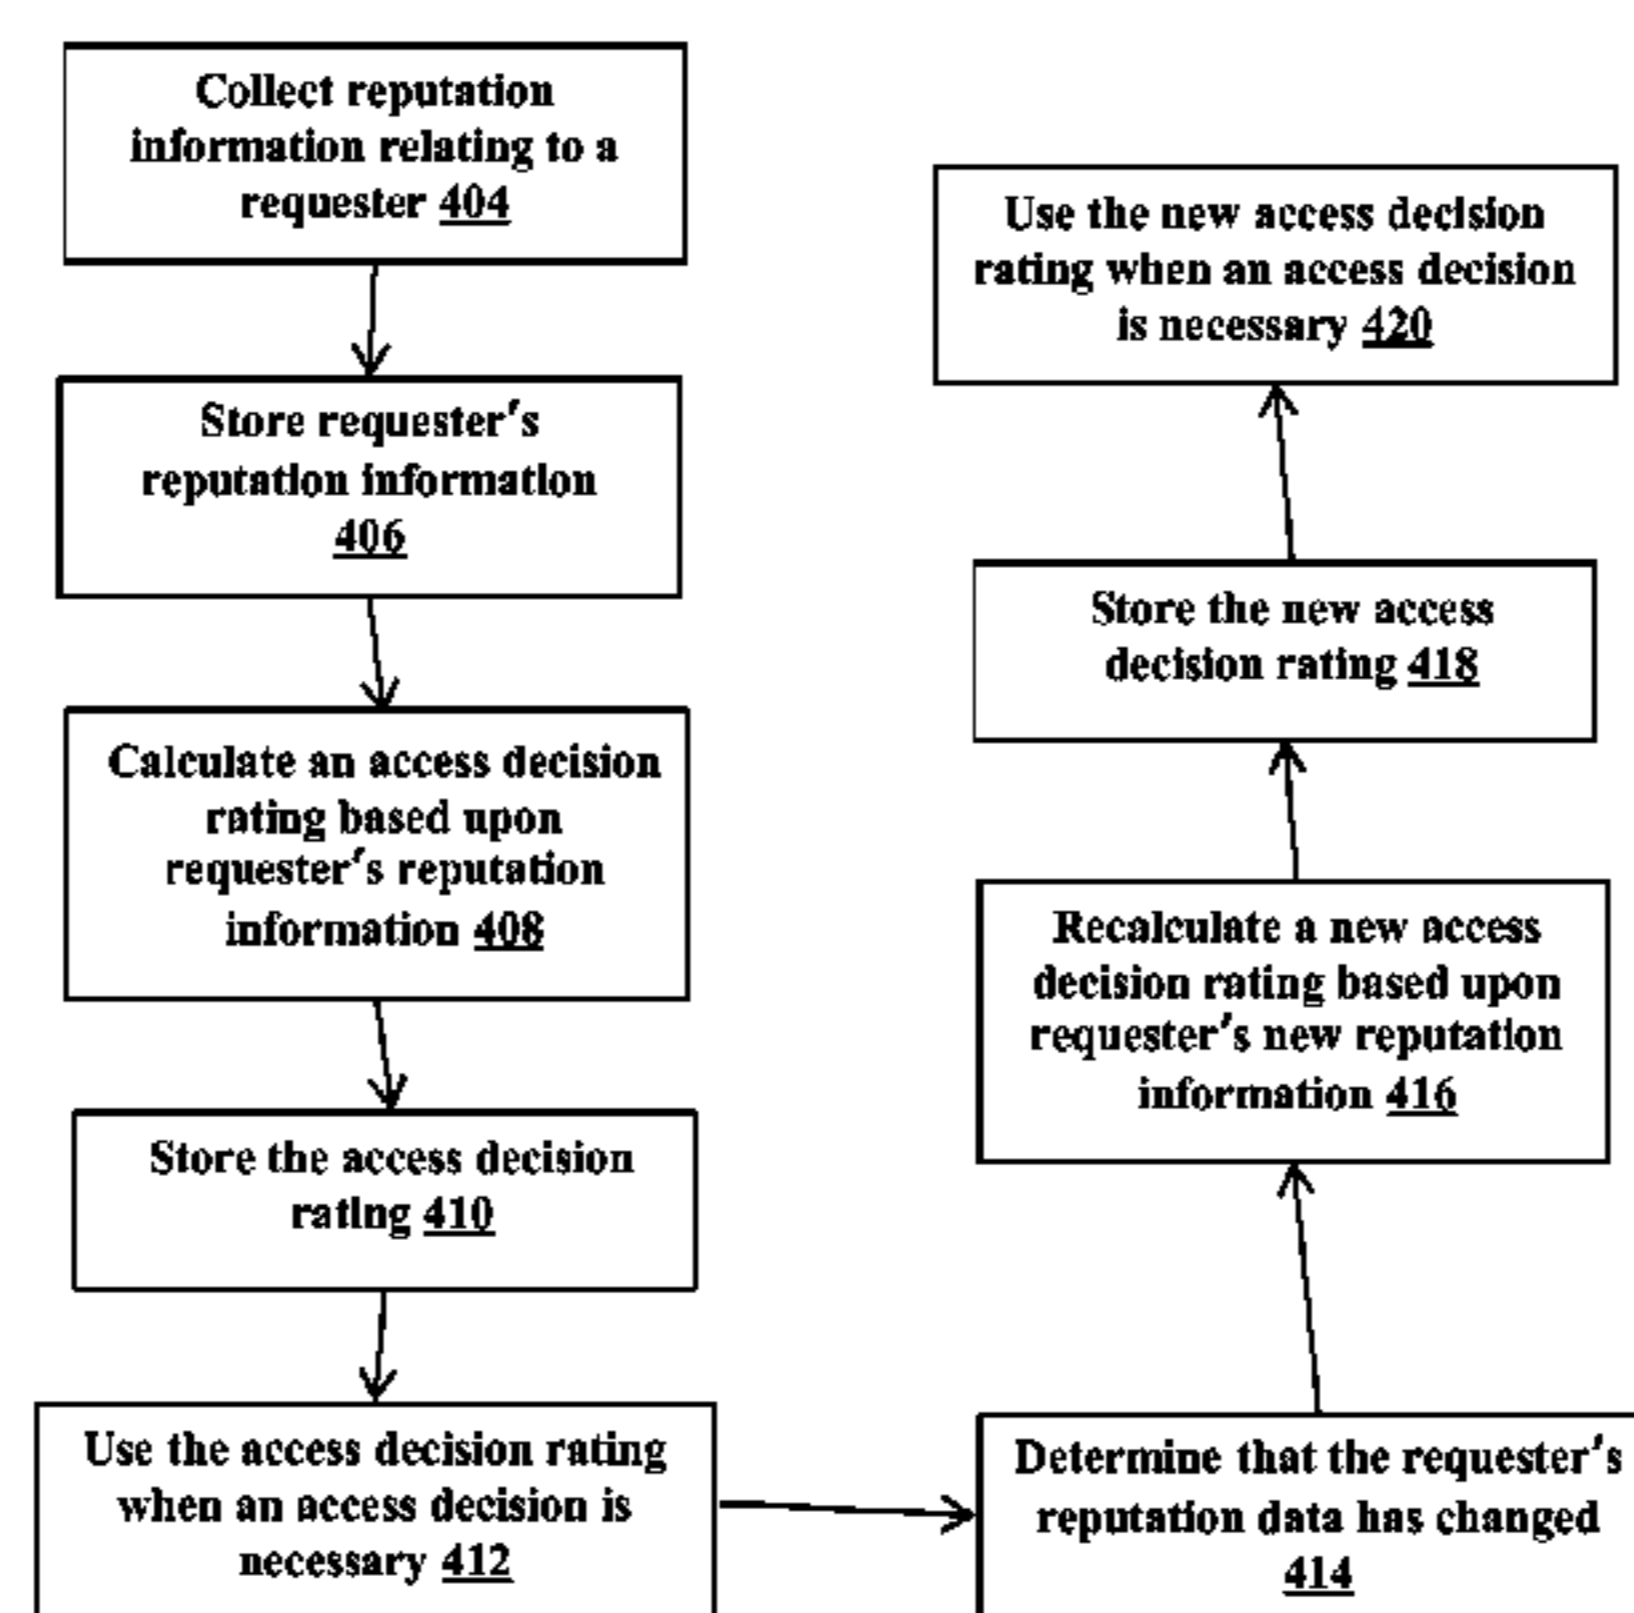 Collect reputation
information relating to a
requester 404
Store requester's
reputation information
406
Calculate an access decision
rating based upon
requester's reputation
information 408
Store the access decision
rating 410
Use the access decision rating
when an access decision is
necessary 412
Determine that the requester's
reputation data has changed
414
Recalculate a new access
decision rating based upon
requester's new reputation
information 416
Store the new access
decision rating 418
Use the new access decision
rating when an access decision
is necessary 420